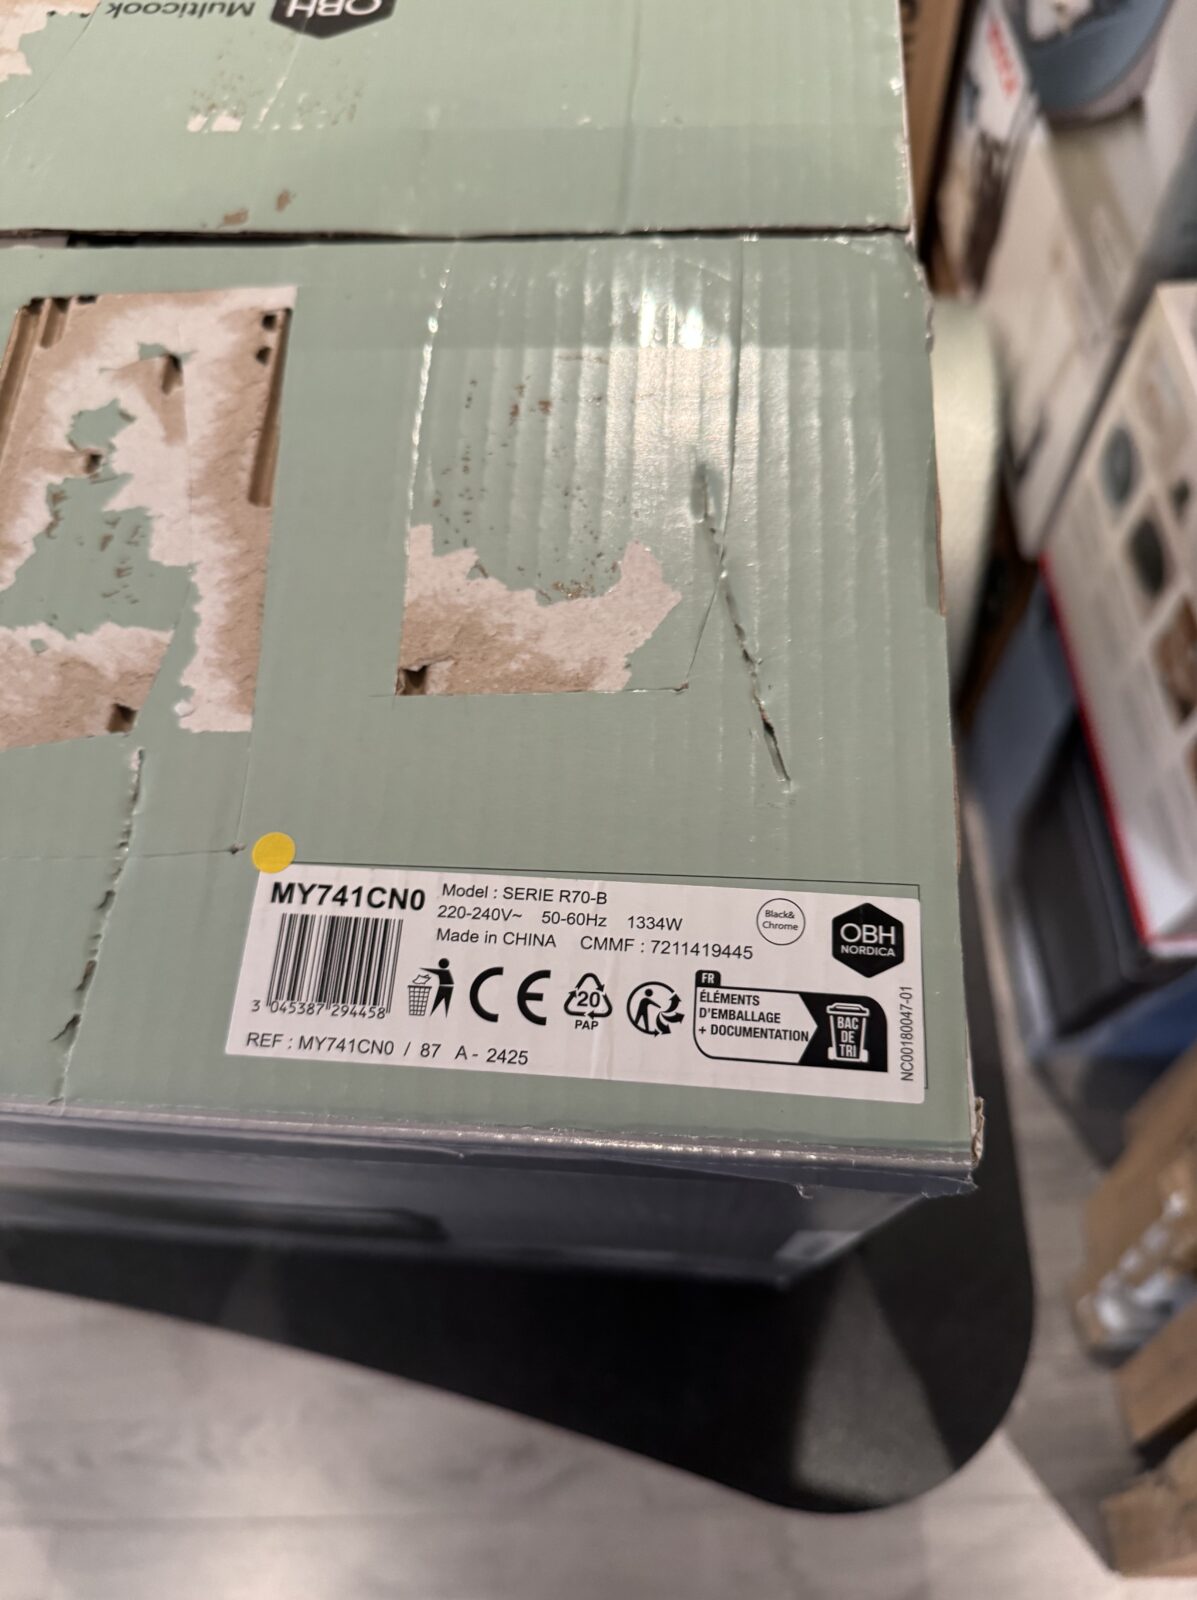 Multicook
OBH
MY741CN0
Model : SERIE R70-B
220-240V~ 50-60Hz 1334W
Made in CHINA CMMF : 7211419445
Black&
Chrome
OBH
NORDICA
3 045387 294458
20
PAP
FR
ÉLÉMENTS
D'EMBALLAGE
+ DOCUMENTATION
BAC
DE
TRI
REF : MY741CN0 / 87 A - 2425
NC00180047-01